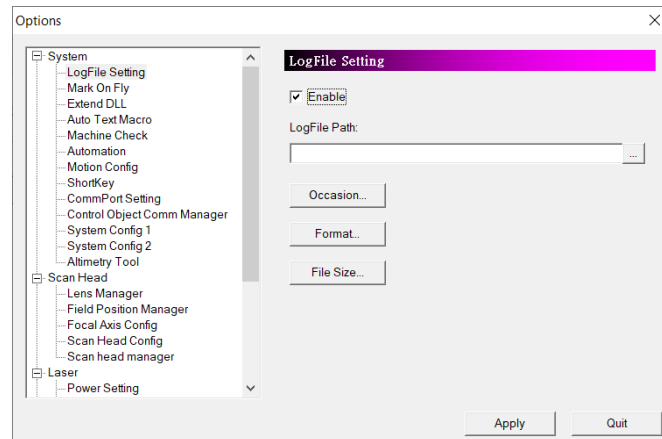 Options
System
LogFile Setting
Mark On Fly
Extend DLL
Auto Text Macro
Machine Check
Automation
Motion Config
ShortKey
CommPort Setting
Control Object Comm Manager
System Config 1
System Config 2
Altimetry Tool
Scan Head
Lens Manager
Field Position Manager
Focal Axis Config
Scan Head Config
Scan head manager
Laser
Power Setting
LogFile Setting
Enable
LogFile Path:
...
Occasion...
Format...
File Size...
Apply
Quit